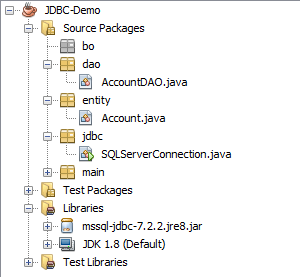 JDBC-Demo
Source Packages
bo
dao
AccountDAO.java
entity
Account.java
jdbc
SQLServerConnection.java
main
Test Packages
Libraries
mssql-jdbc-7.2.2.jre8.jar
JDK 1.8 (Default)
Test Libraries